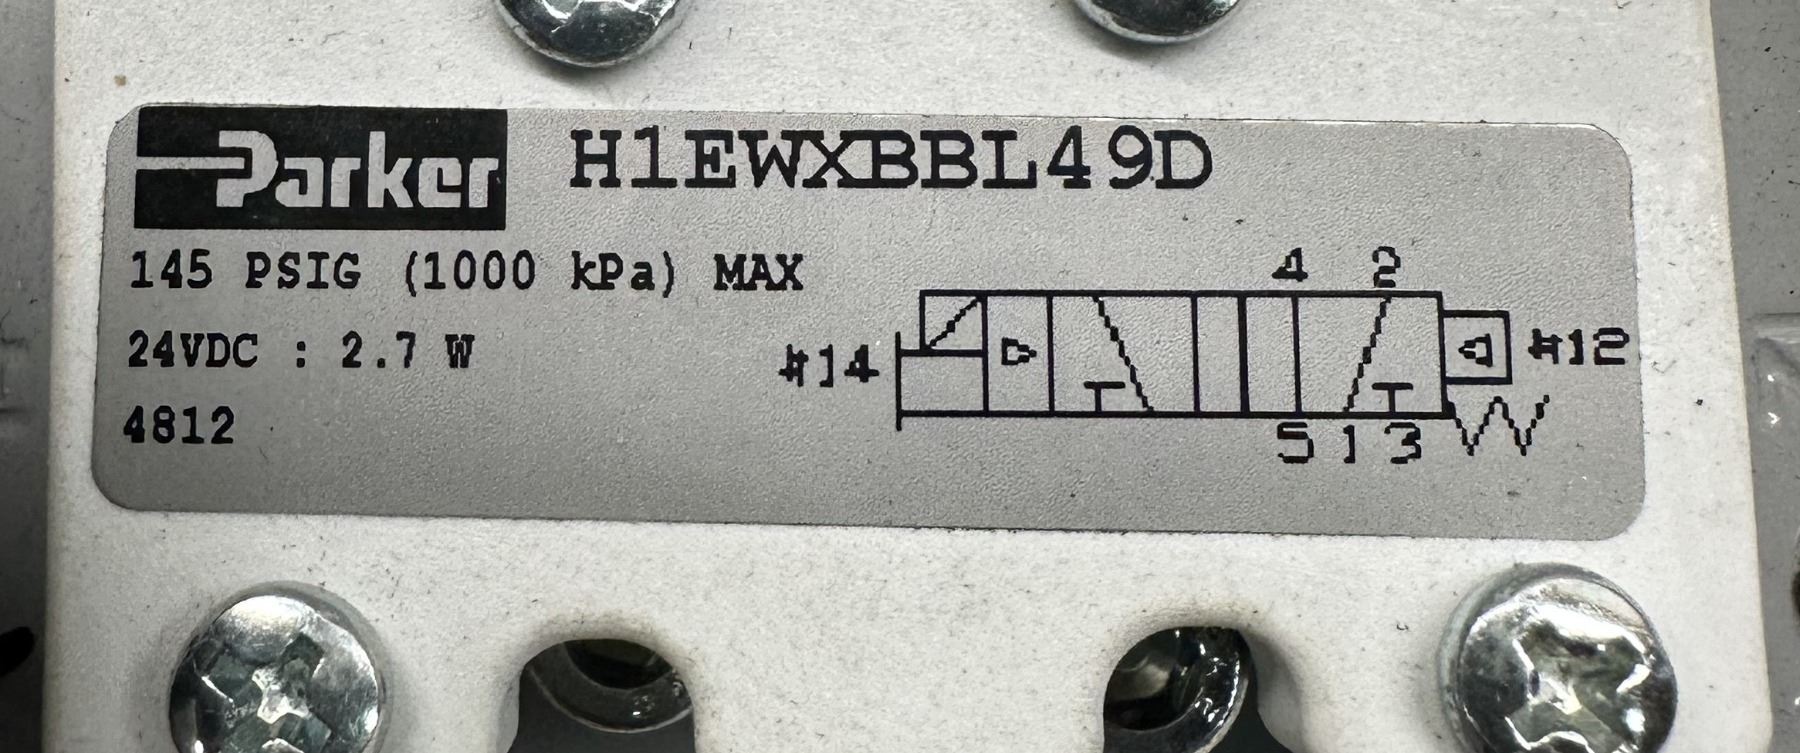 Parker H1EWXBBL49D
145 PSIG (1000 kPa) MAX
4 2
24VDC : 2.7 W
#14 #12
4812
5 1 3